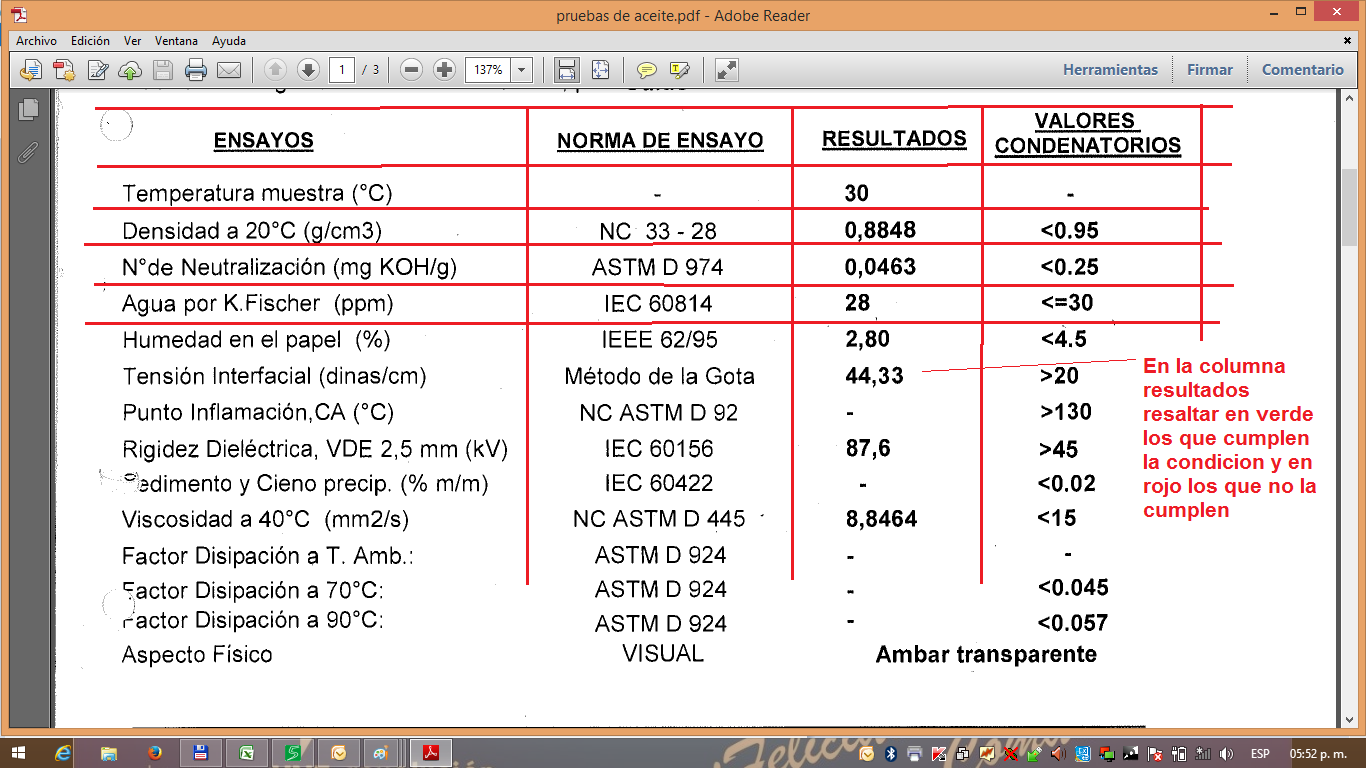 pruebas de aceite.pdf - Adobe Reader
Archivo Edición Ver Ventana Ayuda
1 / 3 137% Herramientas Firmar Comentario
ENSAYOS NORMA DE ENSAYO RESULTADOS VALORES CONDENATORIOS
Temperatura muestra (°C) - 30 -
Densidad a 20°C (g/cm3) NC 33 - 28 0,8848 <0.95
N°de Neutralización (mg KOH/g) ASTM D 974 0,0463 <0.25
Agua por K.Fischer (ppm) IEC 60814 28 <=30
Humedad en el papel (%) IEEE 62/95 2,80 <4.5
Tensión Interfacial (dinas/cm) Método de la Gota 44,33 >20
Punto Inflamación,CA (°C) NC ASTM D 92 - >130
Rigidez Dieléctrica, VDE 2,5 mm (kV) IEC 60156 87,6 >45
Sedimento y Cieno precip. (% m/m) IEC 60422 - <0.02
Viscosidad a 40°C (mm2/s) NC ASTM D 445 8,8464 <15
Factor Disipación a T. Amb.: ASTM D 924 - -
Factor Disipación a 70°C: ASTM D 924 - <0.045
Factor Disipación a 90°C: ASTM D 924 - <0.057
Aspecto Físico VISUAL Ambar transparente
En la columna
resultados
resaltar en verde
los que cumplen
la condicion y en
rojo los que no la
cumplen
ESP 05:52 p. m.